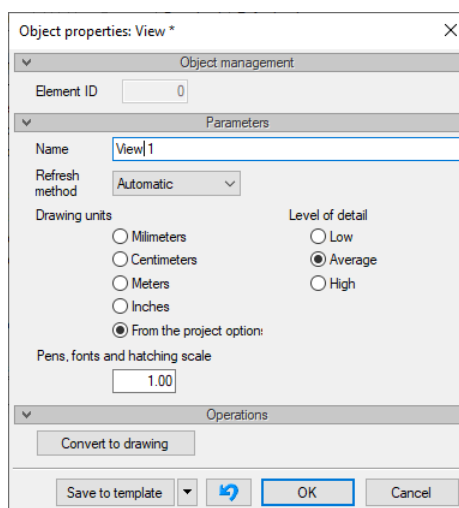 Object properties: View *
Object management
Element ID 0
Parameters
Name View 1
Refresh method Automatic
Drawing units Level of detail
Milimeters Low
Centimeters Average
Meters High
Inches
From the project option
Pens, fonts and hatching scale
1.00
Operations
Convert to drawing
Save to template OK Cancel